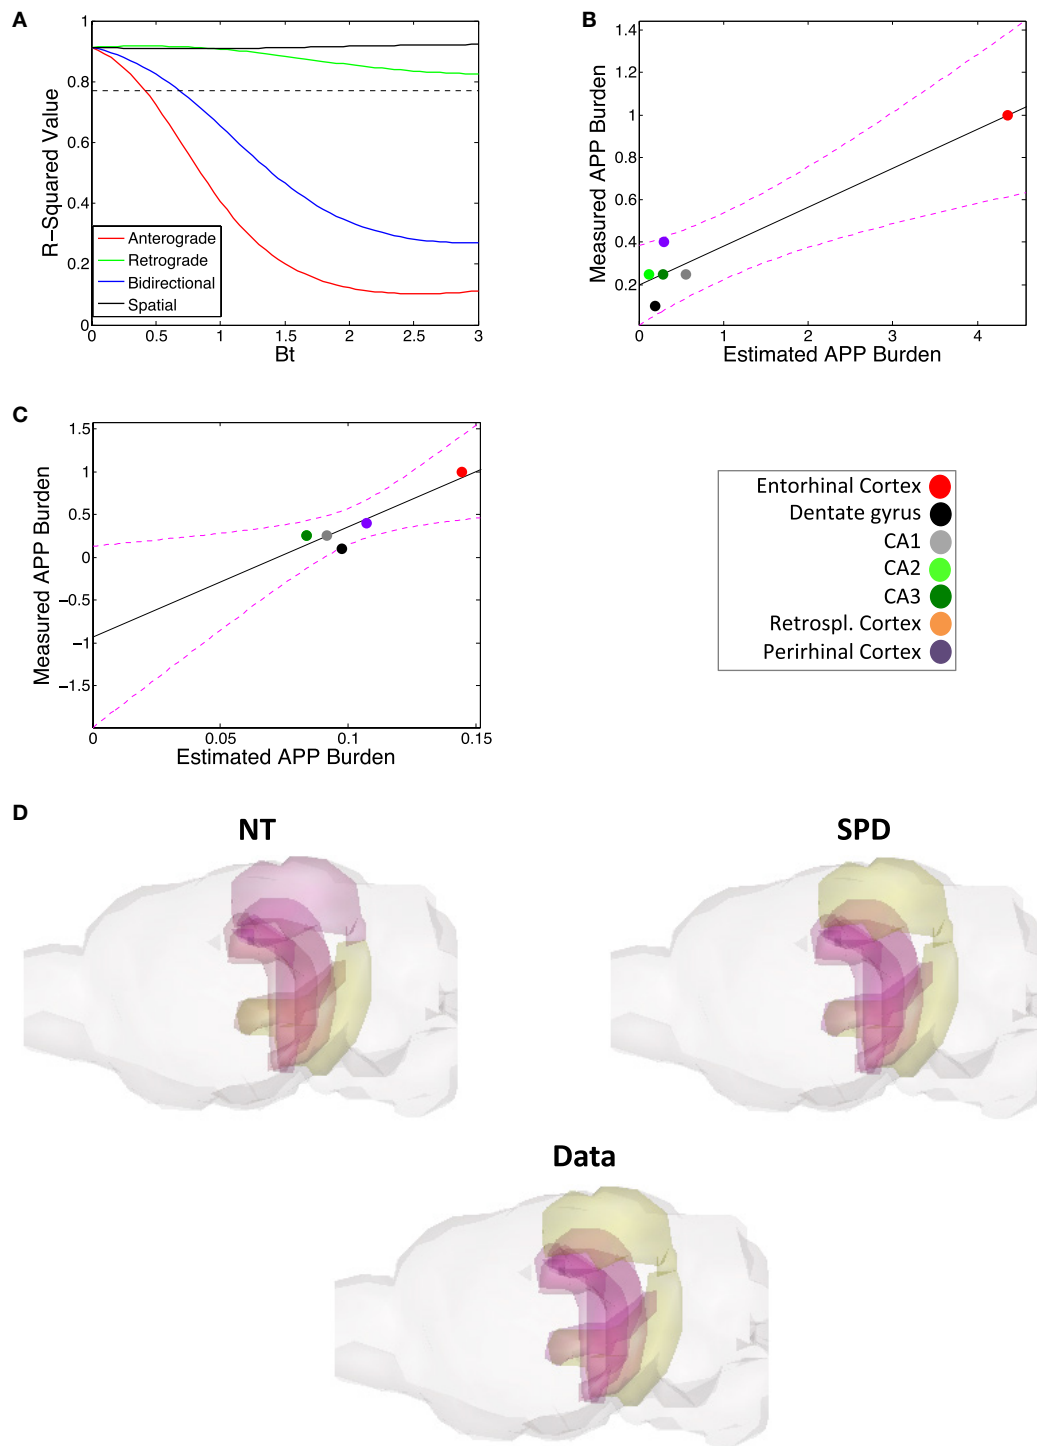 A
R−Squared Value
1
0.8
0.6
0.4
0.2
0
Anterograde
Retrograde
Bidirectional
Spatial
0 0.5 1 1.5 2 2.5 3
Bt
B
Measured APP Burden
1.4
1.2
1
0.8
0.6
0.4
0.2
0 1 2 3 4
Estimated APP Burden
C
Measured APP Burden
1.5
1
0.5
0
−0.5
−1
−1.5
0 0.05 0.1 0.15
Estimated APP Burden
Entorhinal Cortex
Dentate gyrus
CA1
CA2
CA3
Retrospl. Cortex
Perirhinal Cortex
D
NT
SPD
Data